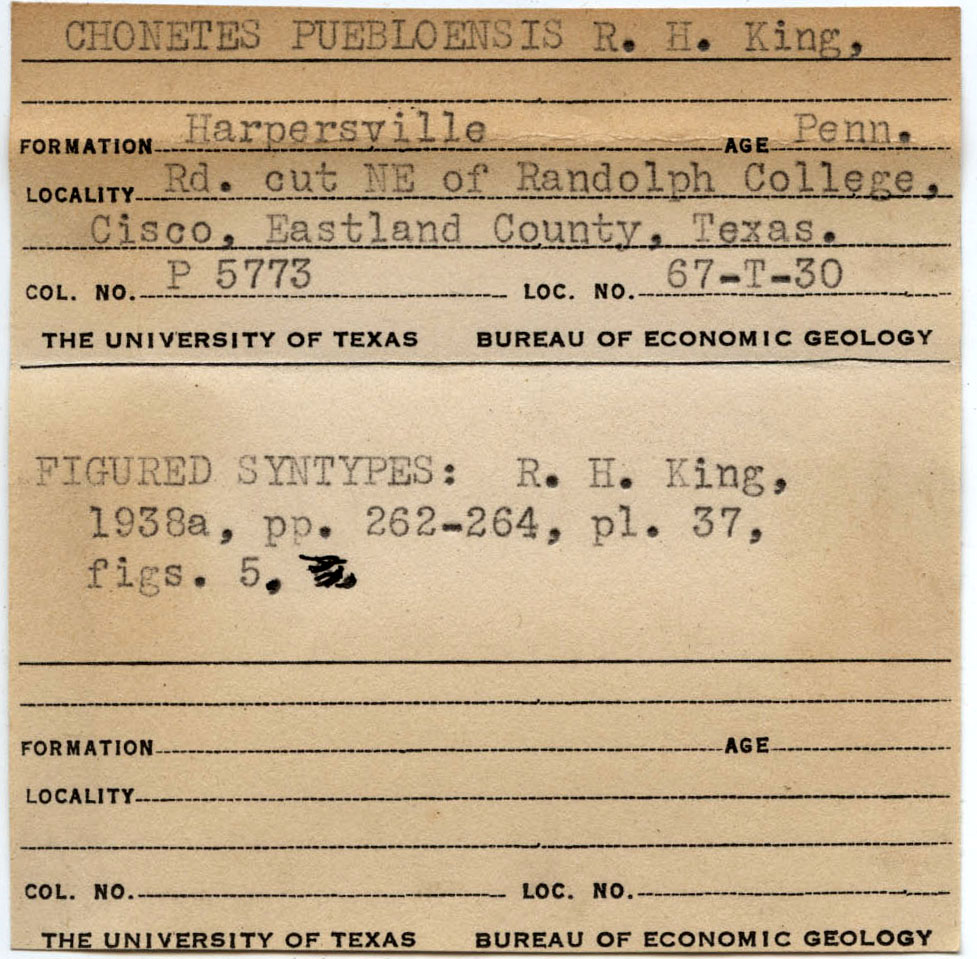 CHONETES PUEBLOENSIS R. H. King,
FORMATION Harpersville AGE Penn.
LOCALITY Rd. cut NE of Randolph College,
Cisco, Eastland County, Texas.
COL. NO. P 5773 LOC. NO. 67-T-30
THE UNIVERSITY OF TEXAS BUREAU OF ECONOMIC GEOLOGY
FIGURED SYNTYPES: R. H. King,
1938a, pp. 262-264, pl. 37,
figs. 5,
FORMATION AGE
LOCALITY
COL. NO. LOC. NO.
THE UNIVERSITY OF TEXAS BUREAU OF ECONOMIC GEOLOGY